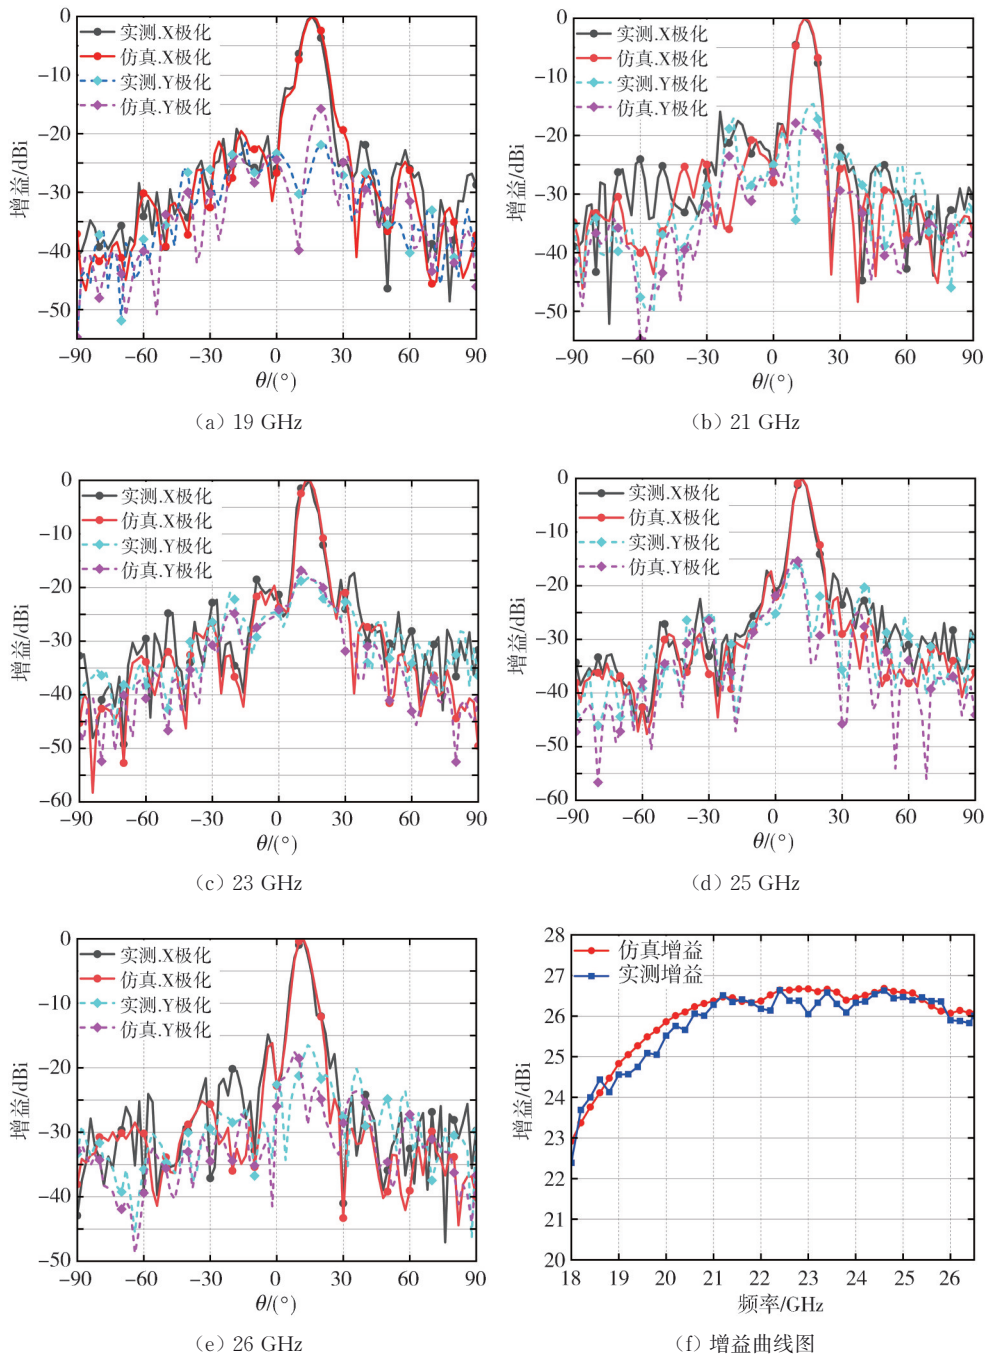 0
−10
−20
−30
−40
−50
增益/dBi
实测.X极化
仿真.X极化
实测.Y极化
仿真.Y极化
−90 −60 −30 0 30 60 90
θ/(°)
(a) 19 GHz
0
−10
−20
−30
−40
−50
增益/dBi
实测.X极化
仿真.X极化
实测.Y极化
仿真.Y极化
−90 −60 −30 0 30 60 90
θ/(°)
(b) 21 GHz
0
−10
−20
−30
−40
−50
−60
增益/dBi
实测.X极化
仿真.X极化
实测.Y极化
仿真.Y极化
−90 −60 −30 0 30 60 90
θ/(°)
(c) 23 GHz
0
−10
−20
−30
−40
−50
−60
增益/dBi
实测.X极化
仿真.X极化
实测.Y极化
仿真.Y极化
−90 −60 −30 0 30 60 90
θ/(°)
(d) 25 GHz
0
−10
−20
−30
−40
−50
增益/dBi
实测.X极化
仿真.X极化
实测.Y极化
仿真.Y极化
−90 −60 −30 0 30 60 90
θ/(°)
(e) 26 GHz
28
27
26
25
24
23
22
21
20
增益/dBi
仿真增益
实测增益
18 19 20 21 22 23 24 25 26
频率/GHz
(f) 增益曲线图